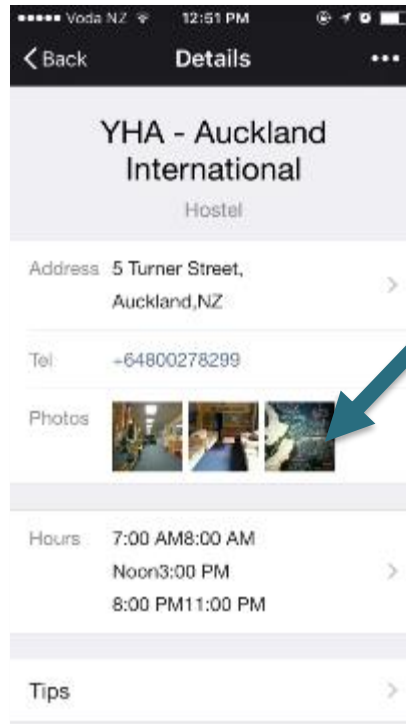 Voda NZ 12:51 PM
Back Details
YHA - Auckland
International
Hostel
Address 5 Turner Street,
Auckland,NZ
Tel +64800278299
Photos
Hours 7:00 AM8:00 AM
Noon3:00 PM
8:00 PM11:00 PM
Tips